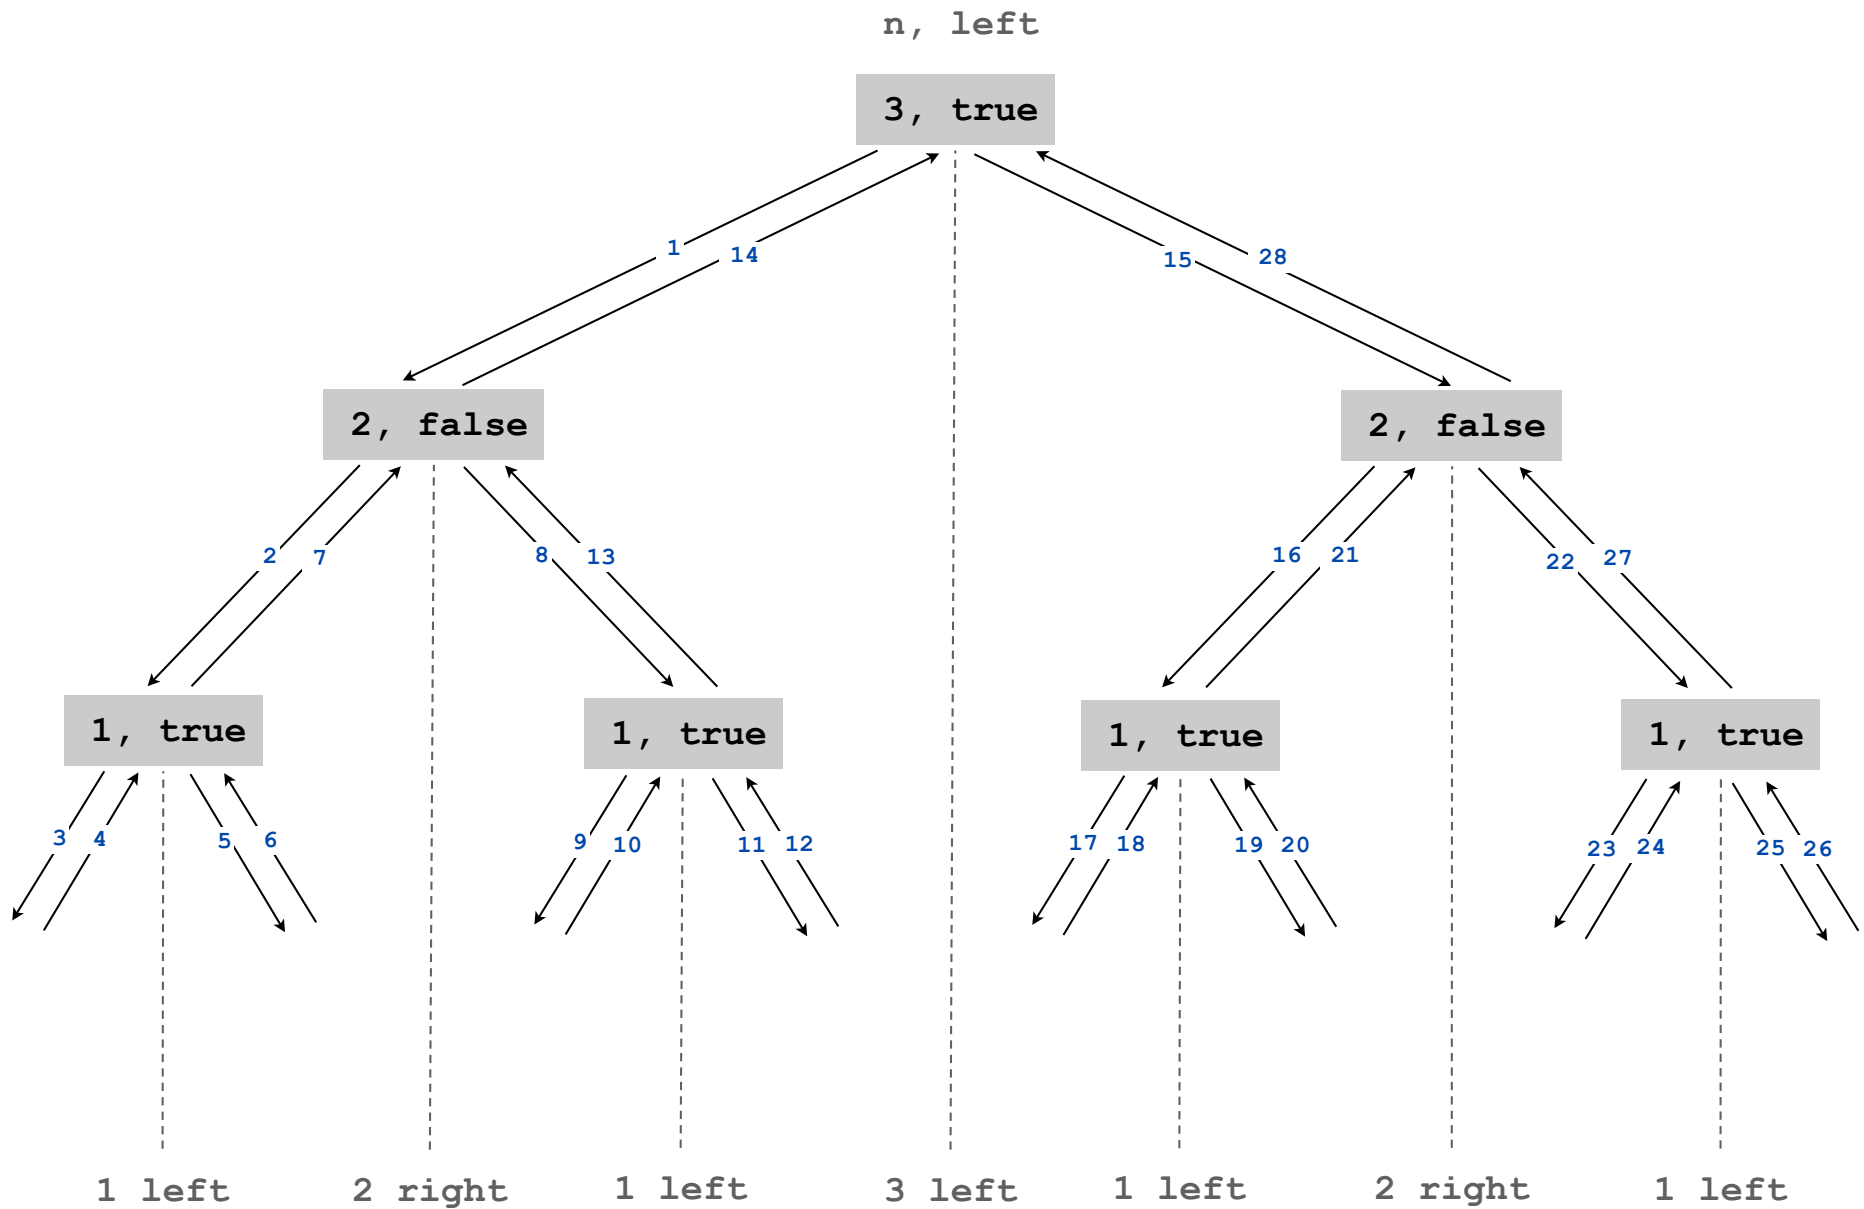 n, left
3, true
1
14
15
28
2, false
2, false
2
7
8
13
16
21
22
27
1, true
1, true
1, true
1, true
3
4
5
6
9
10
11
12
17
18
19
20
23
24
25
26
1 left
2 right
1 left
3 left
1 left
2 right
1 left